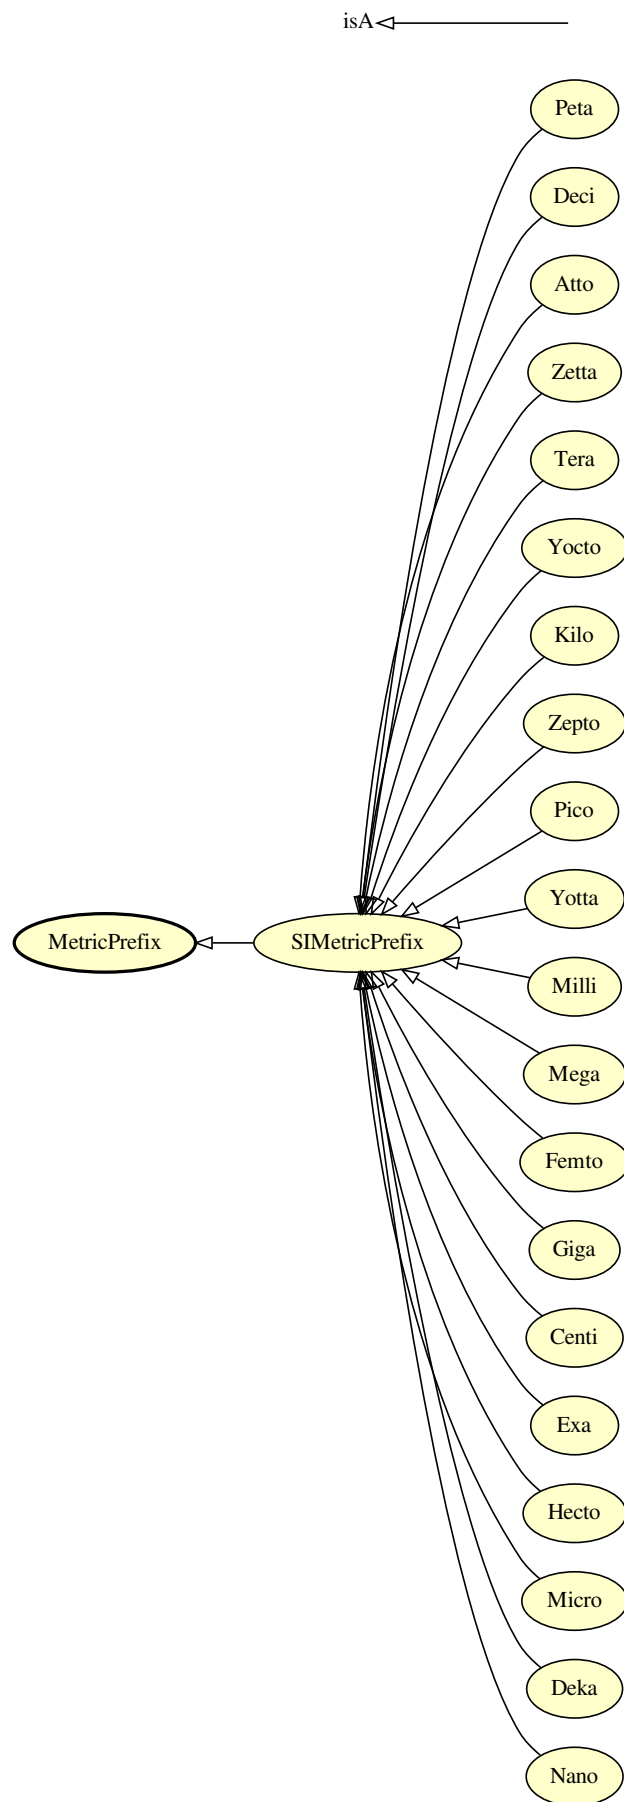 isA
Peta
Deci
Atto
Zetta
Tera
Yocto
Kilo
Zepto
Pico
Yotta
MetricPrefix
SIMetricPrefix
Milli
Mega
Femto
Giga
Centi
Exa
Hecto
Micro
Deka
Nano